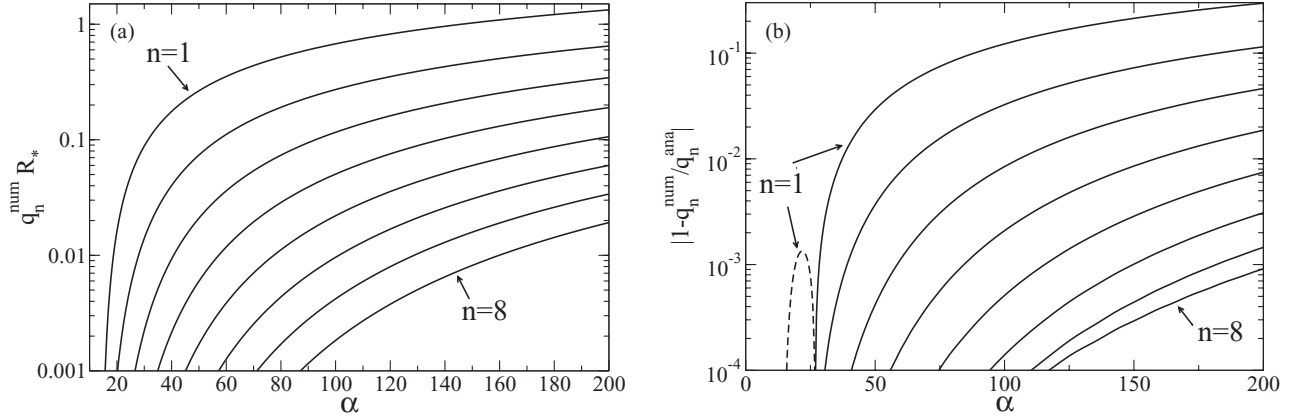 (a)
n=1
n=8
1
0.1
0.01
0.001
20 40 60 80 100 120 140 160 180 200
α
q_n^num R_*
(b)
n=1
n=8
10^-1
10^-2
10^-3
10^-4
0 50 100 150 200
α
|1-q_n^num/q_n^ana|